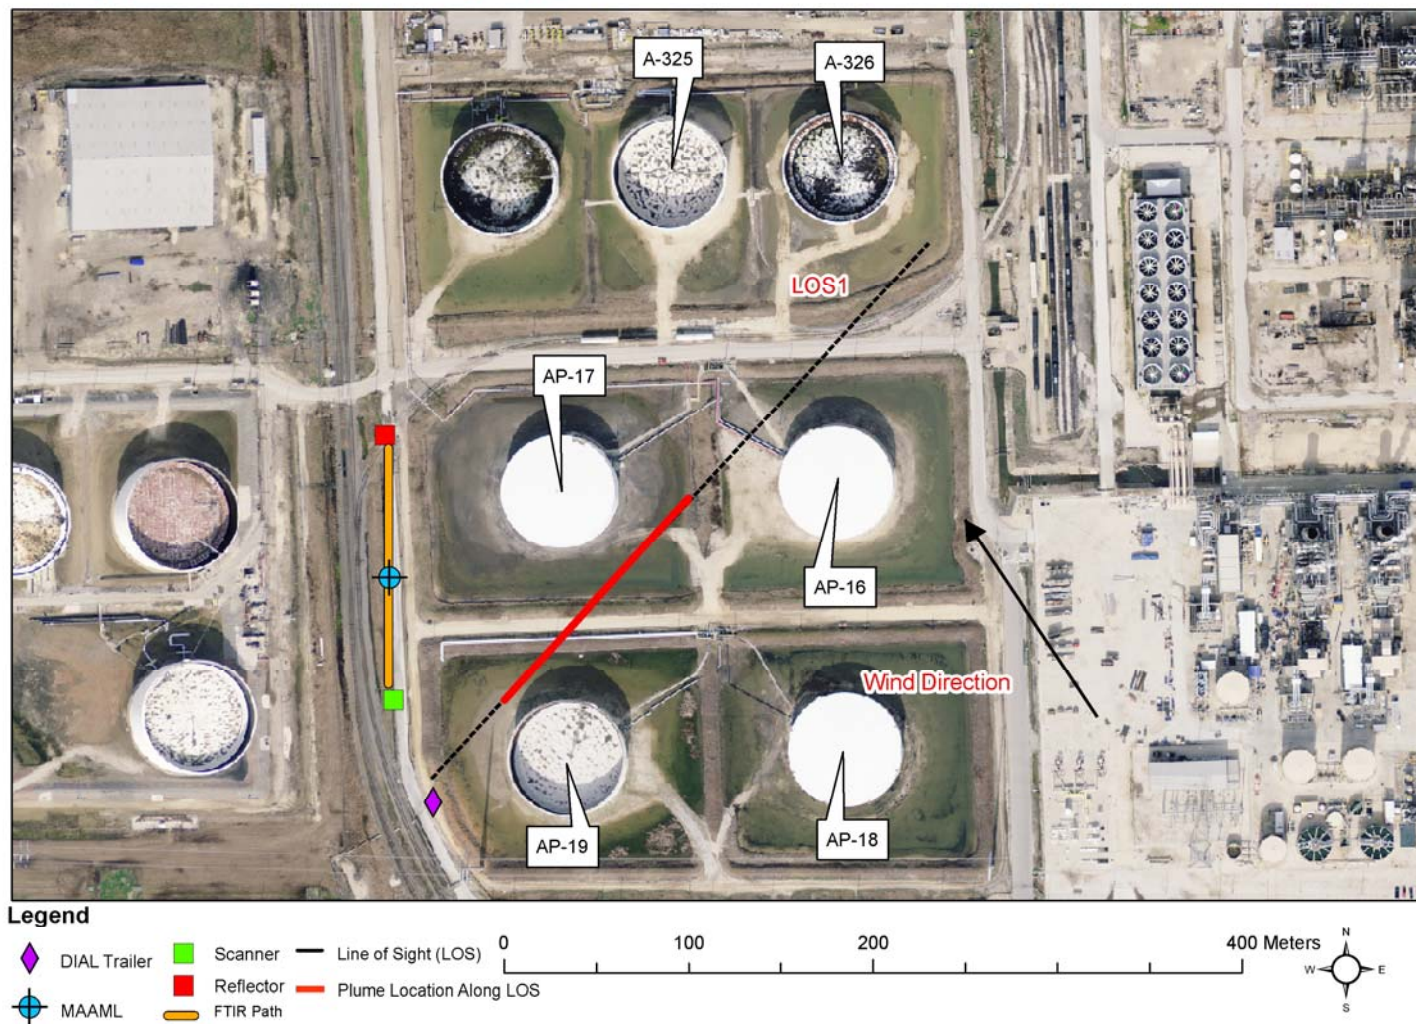 A-325
A-326
LOS1
AP-17
AP-16
Wind Direction
AP-19
AP-18
Legend
DIAL Trailer
MAAML
Scanner
Reflector
FTIR Path
Line of Sight (LOS)
Plume Location Along LOS
0 100 200 400 Meters
N
W E
S